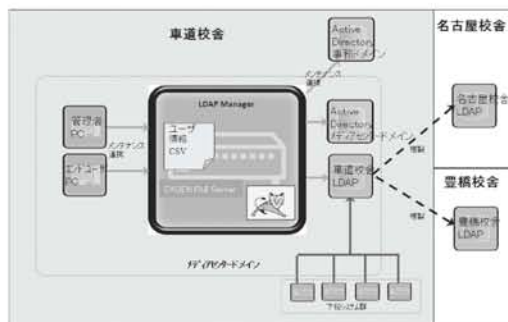 車道校舎
名古屋校舎
Active
Directory
事務ドメイン
メンテナンス
連携
LDAP Manager
管理者
PC
メンテナンス
連携
ユーザ
情報
CSV
Active
Directory
メディアセンタードメイン
名古屋校舎
LDAP
エンドユーザ
PC
車道校舎
LDAP
複製
豊橋校舎
複製
豊橋校舎
LDAP
メディアセンタードメイン